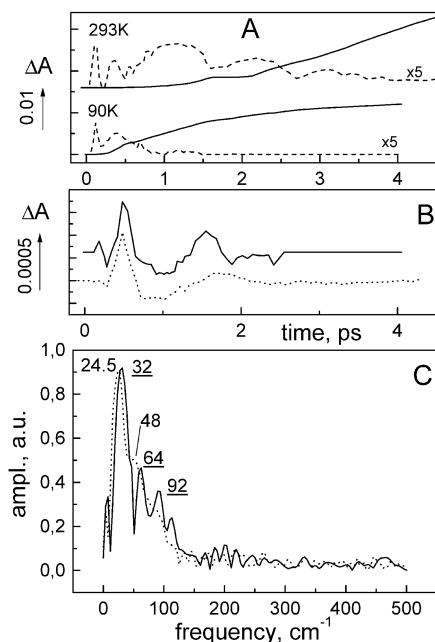 A
293K
ΔA
0.01
x5
90K
x5
0 1 2 3 4
B
ΔA
0.0005
0 2 4
time, ps
C
1,0
0,8
0,6
0,4
0,2
0,0
ampl., a.u.
24.5
32
48
64
92
0 100 200 300 400 500
frequency, cm-1